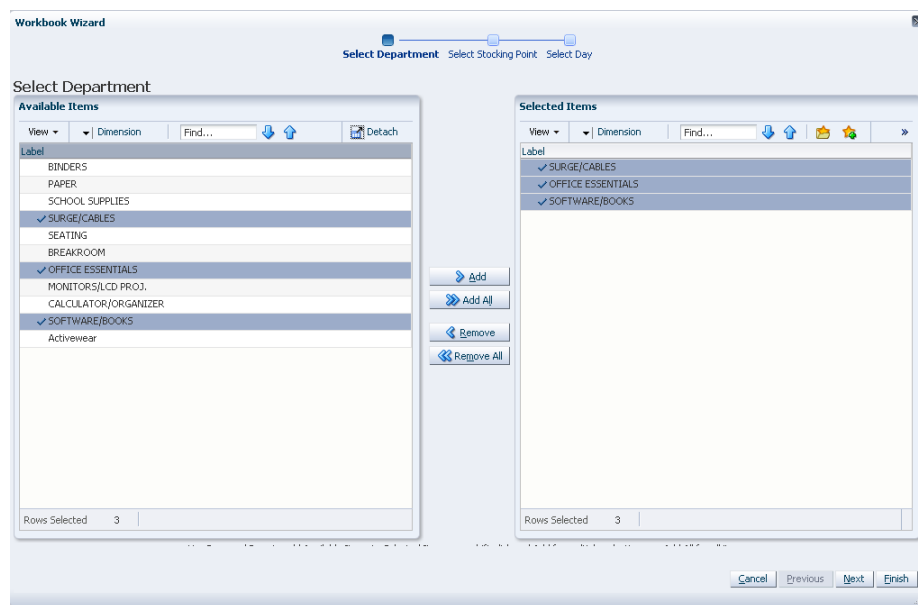 Workbook Wizard
Select Department Select Stocking Point Select Day
Select Department
Available Items
View Dimension Find... Detach
Label
BINDERS
PAPER
SCHOOL SUPPLIES
SURGE/CABLES
SEATING
BREAKROOM
OFFICE ESSENTIALS
MONITORS/LCD PROJ.
CALCULATOR/ORGANIZER
SOFTWARE/BOOKS
Activewear
Rows Selected 3
Add
Add All
Remove
Remove All
Selected Items
View Dimension Find... »
Label
SURGE/CABLES
OFFICE ESSENTIALS
SOFTWARE/BOOKS
Rows Selected 3
Cancel Previous Next Finish